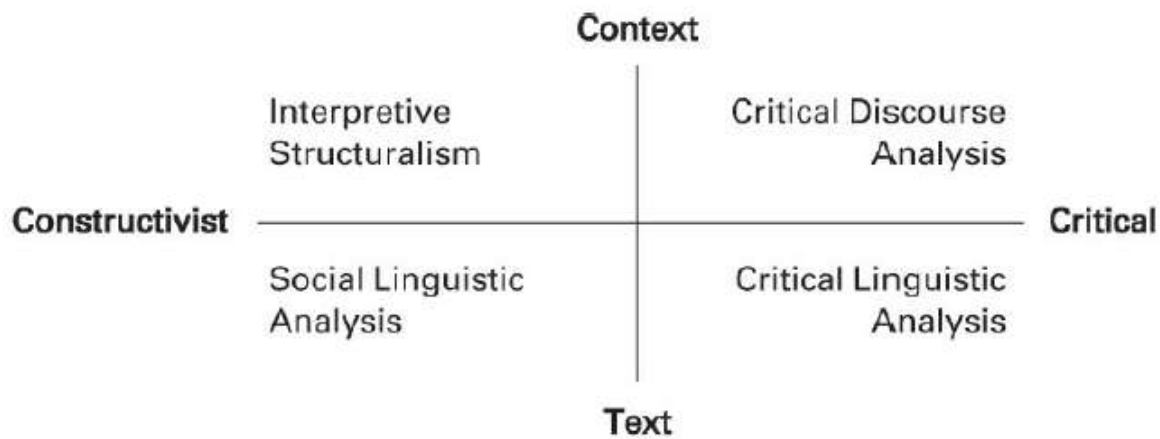 Context
Interpretive
Structuralism
Critical Discourse
Analysis
Constructivist
Critical
Social Linguistic
Analysis
Critical Linguistic
Analysis
Text